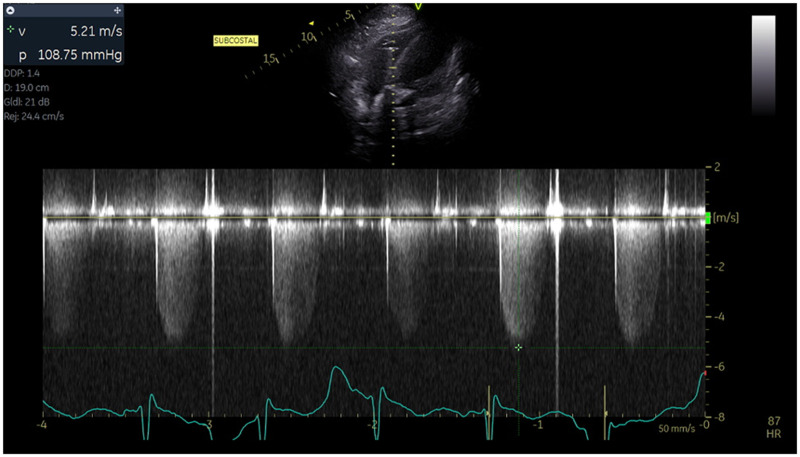 v 5.21 m/s
p 108.75 mmHg
DDP: 1.4
D: 19.0 cm
G(dl: 21 dB
Rej: 24.4 cm/s
SUBCOSTAL
V
5
10
15
2
[m/s]
-2
-4
-6
-8
-4
-3
-2
-1
-0
50 mm/s
87
HR